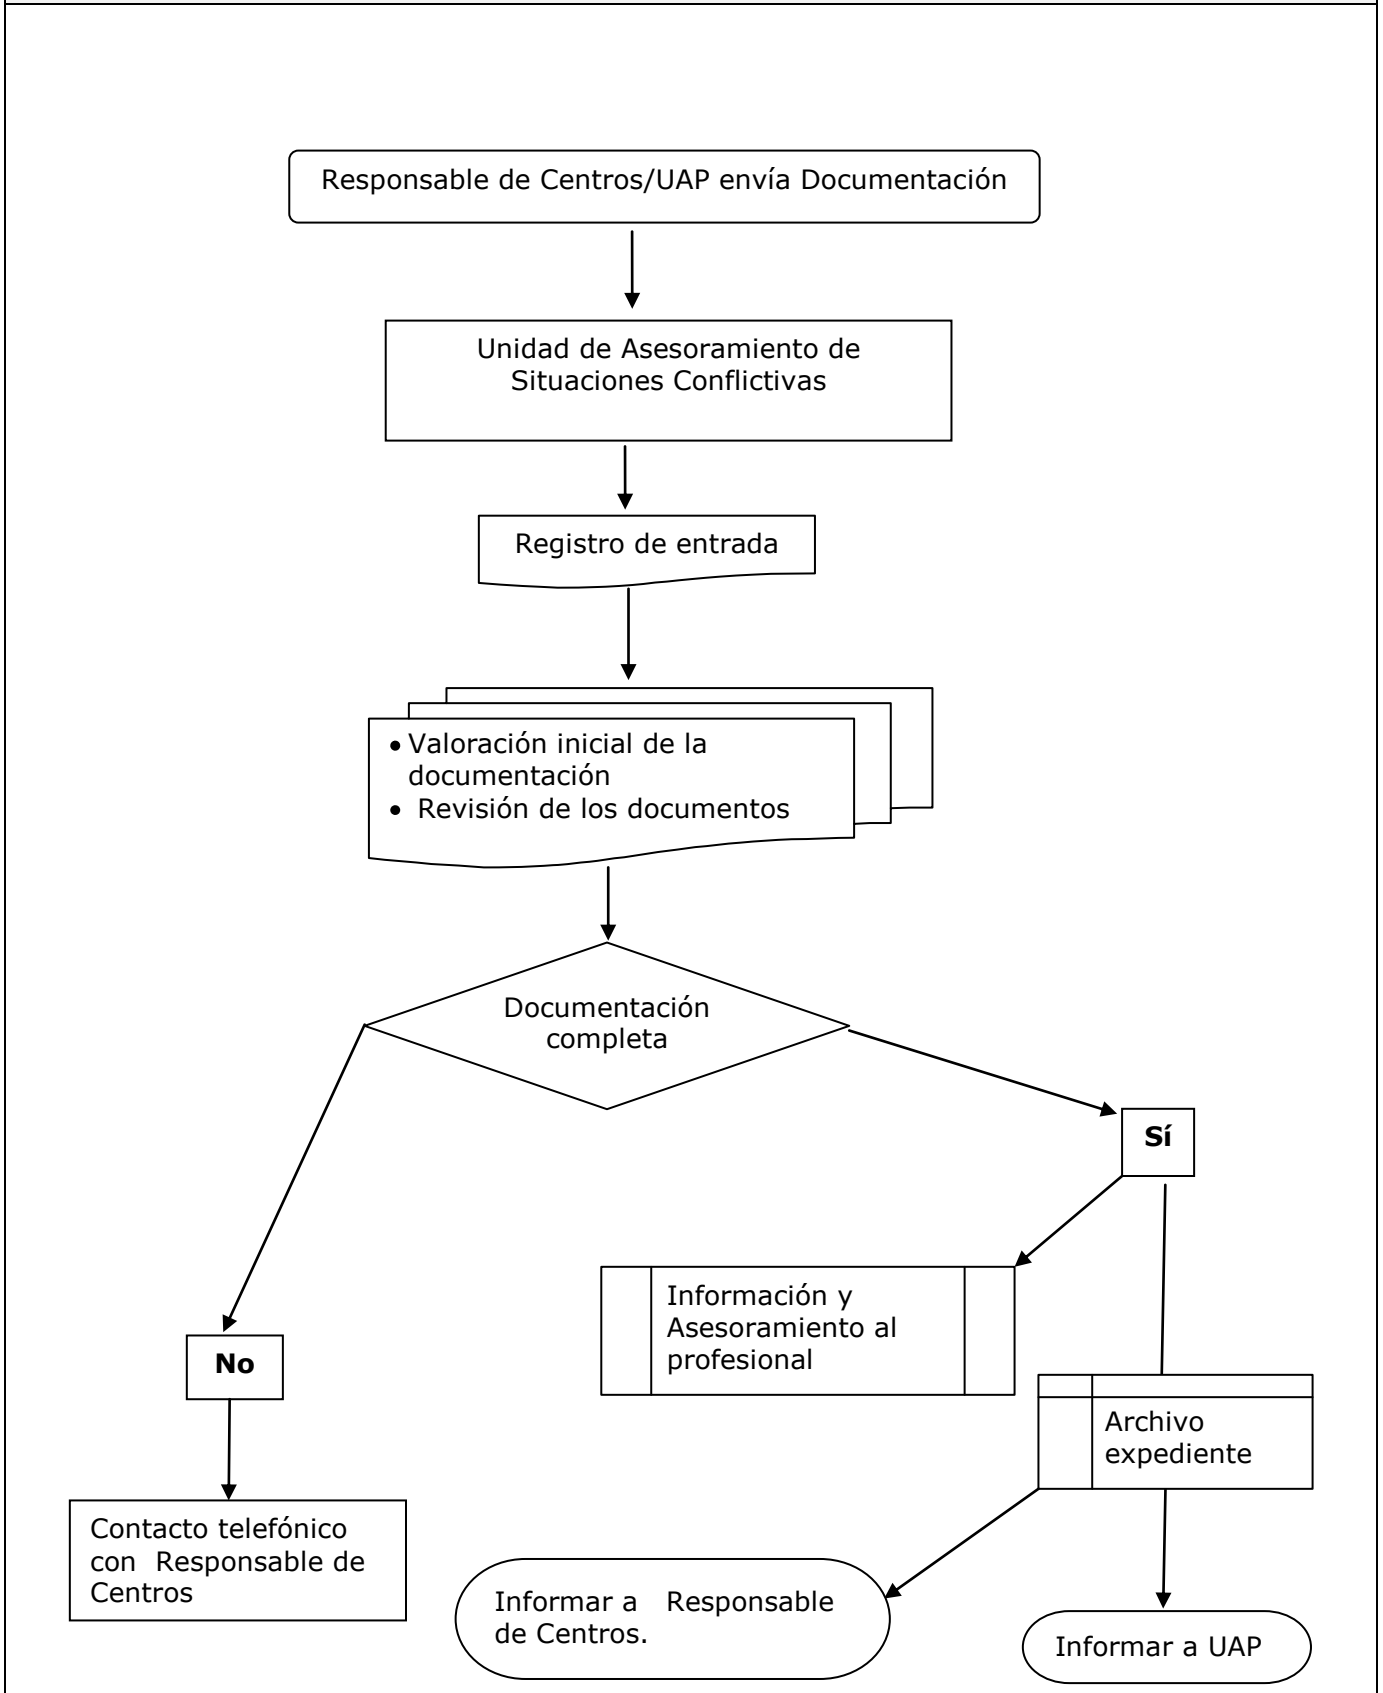 Responsable de Centros/UAP envía Documentación
Unidad de Asesoramiento de
Situaciones Conflictivas
Registro de entrada
• Valoración inicial de la
documentación
• Revisión de los documentos
Documentación
completa
Sí
Información y
Asesoramiento al
profesional
No
Archivo
expediente
Contacto telefónico
con Responsable de
Centros
Informar a Responsable
de Centros.
Informar a UAP